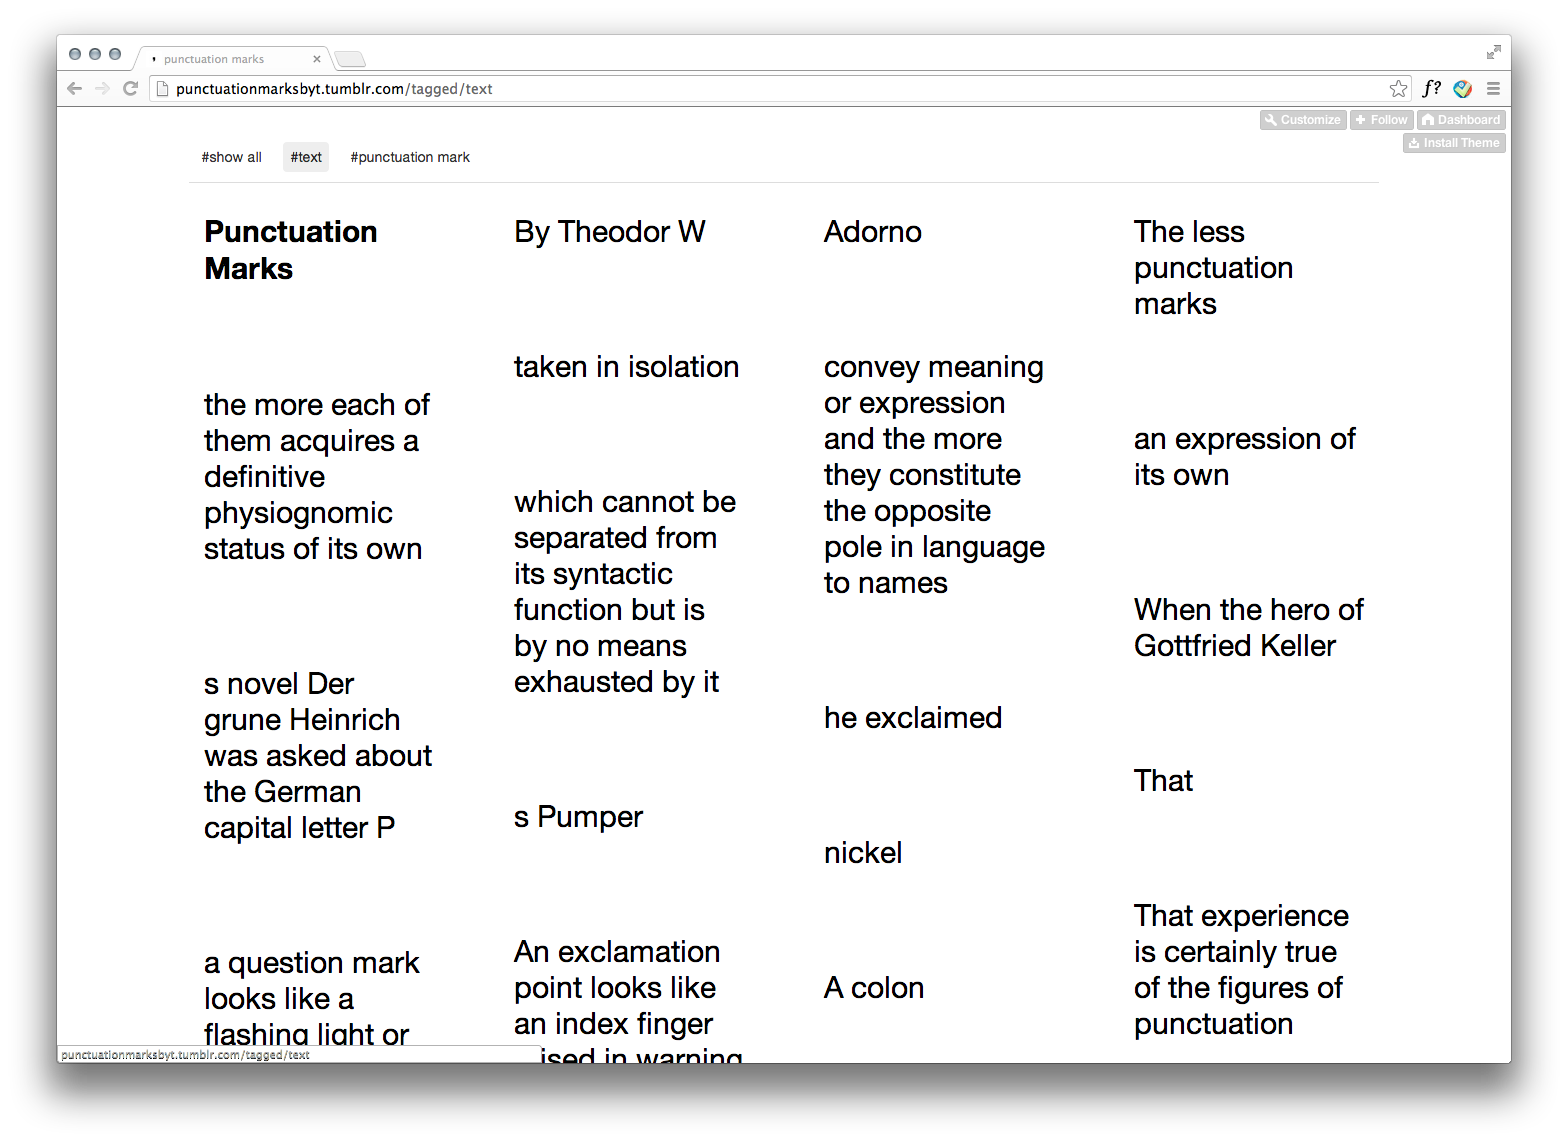 punctuation marks
punctuationmarksbyt.tumblr.com/tagged/text
f?
Customize
Follow
Dashboard
Install Theme
#show all
#text
#punctuation mark
Punctuation
Marks
By Theodor W
Adorno
The less
punctuation
marks
taken in isolation
convey meaning
or expression
and the more
they constitute
the opposite
pole in language
to names
the more each of
them acquires a
definitive
physiognomic
status of its own
an expression of
its own
which cannot be
separated from
its syntactic
function but is
by no means
exhausted by it
When the hero of
Gottfried Keller
s novel Der
grune Heinrich
was asked about
the German
capital letter P
he exclaimed
That
s Pumper
nickel
That experience
is certainly true
of the figures of
punctuation
An exclamation
point looks like
an index finger
ised in warning
a question mark
looks like a
flashing light or
A colon
punctuationmarksbyt.tumblr.com/tagged/text